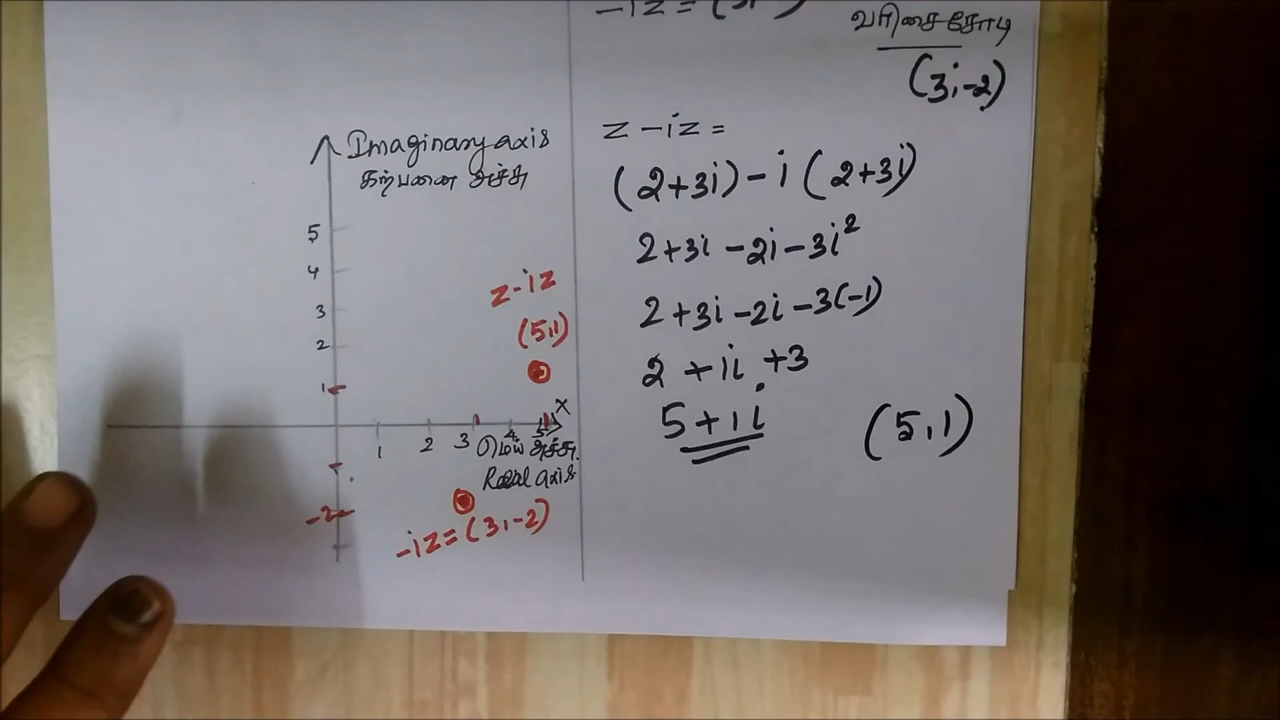 -iz = (3,
வரிசைசோடி
(3,-2)
z - iz =
(2+3i) - i (2+3i)
2+3i -2i -3i²
2+3i -2i -3(-1)
2 +1i +3
5+1i (5,1)
Imaginary axis
கற்பனை அச்சு
5
4
3
2
1
z-iz
(5,1)
X
1 2 3 4 5
மெய் அச்சு
Real axis
-2
-iz = (3,-2)